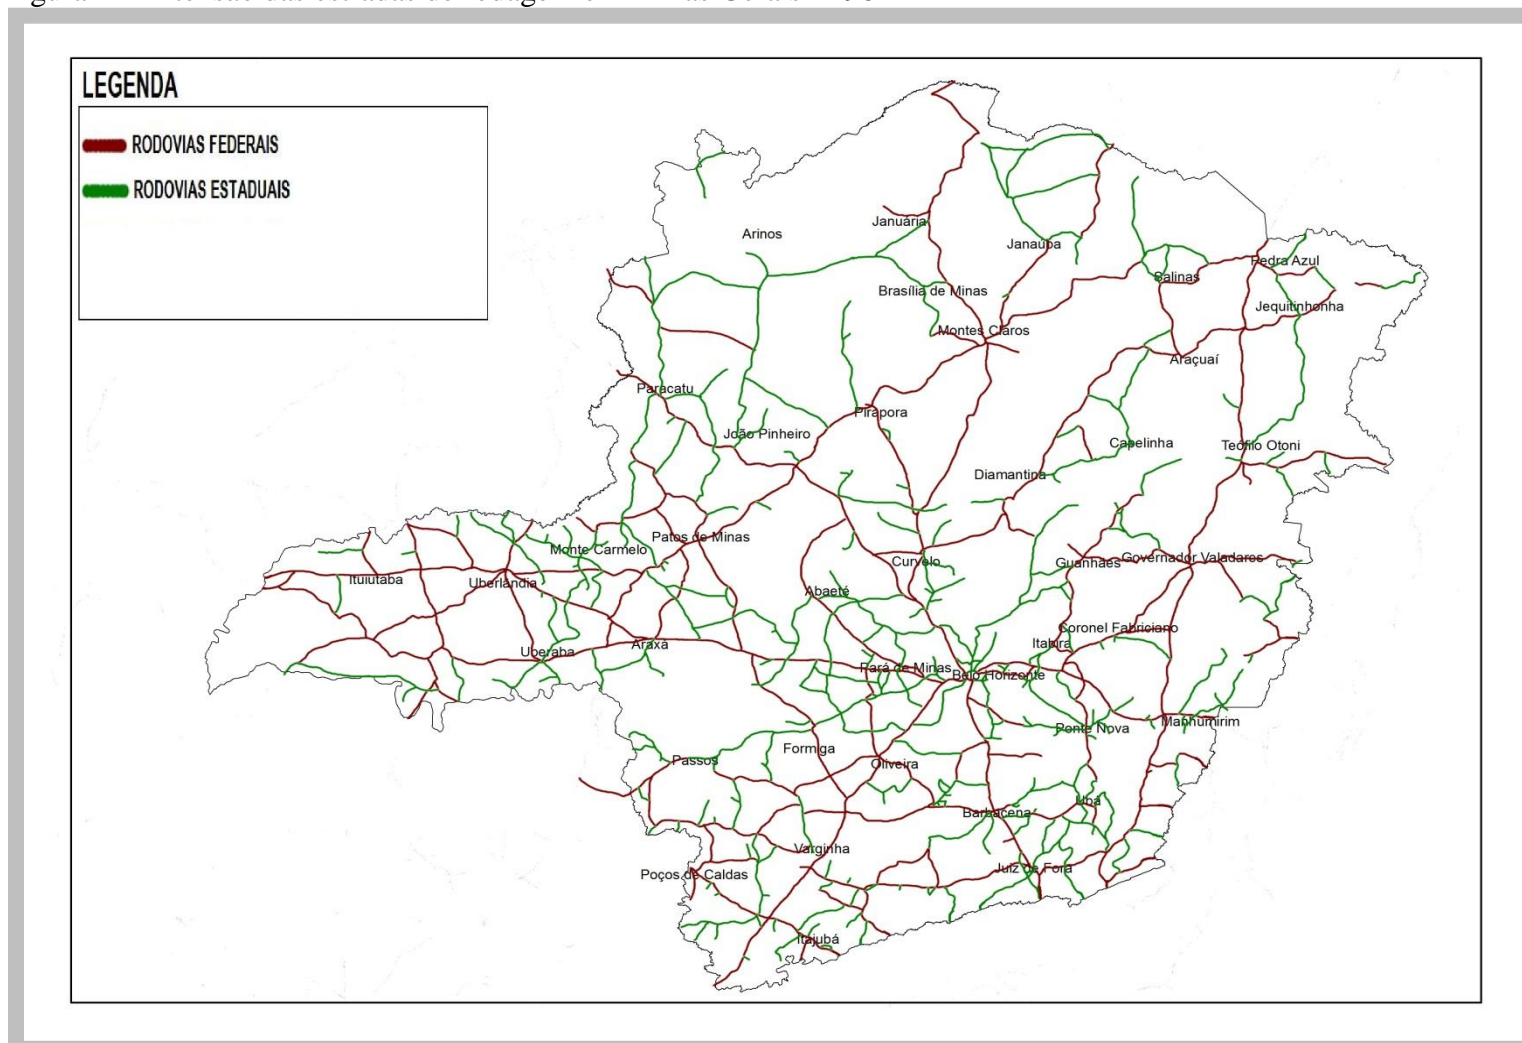 LEGENDA
RODOVIAS FEDERAIS
RODOVIAS ESTADUAIS
Arinos
Januária
Janaúba
Pedra Azul
Salinas
Brasília de Minas
Jequitinhonha
Montes Claros
Araçuaí
Paracatu
Pirapora
João Pinheiro
Capelinha
Teófilo Otoni
Diamantina
Patos de Minas
Monte Carmelo
Curvelo
Guanhães
Governador Valadares
Ituiutaba
Uberlândia
Abaeté
Coronel Fabriciano
Itabira
Uberaba
Araxá
Pará de Minas
Belo Horizonte
Manhumirim
Ponte Nova
Formiga
Passos
Oliveira
Ubá
Barbacena
Varginha
Juiz de Fora
Poços de Caldas
Itajubá